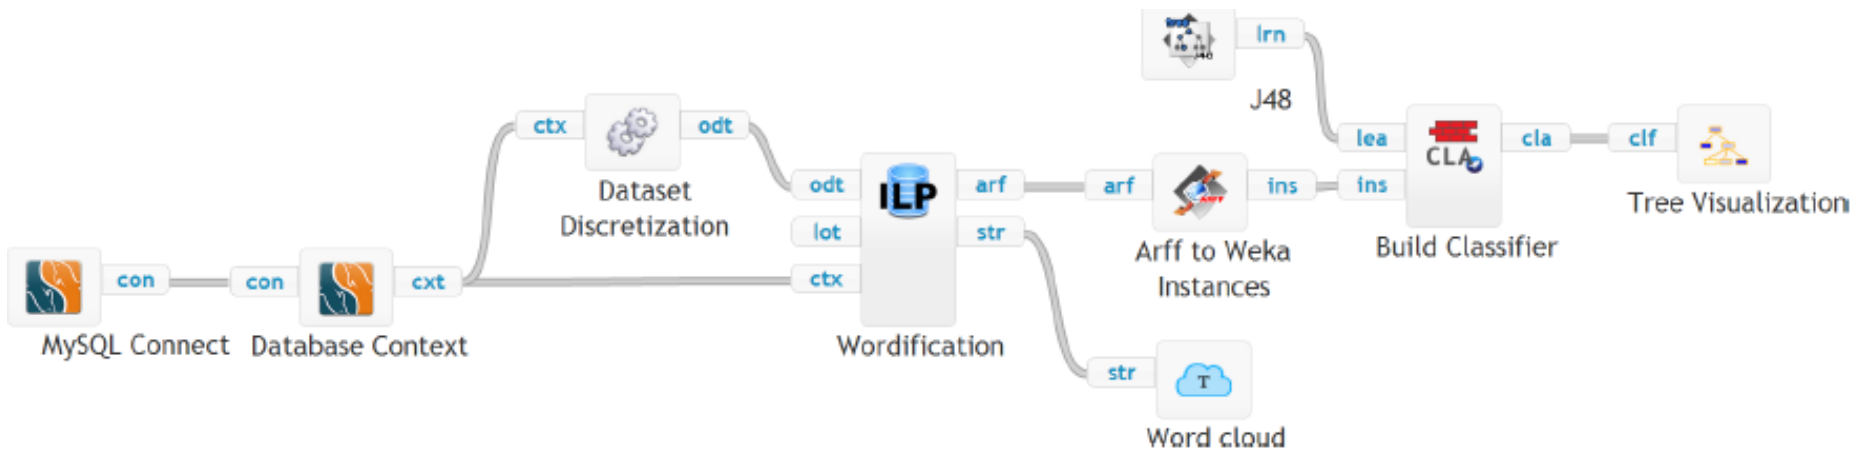 lrn
J48
ctx
odt
Dataset
Discretization
lea
CLA
cla
clf
Tree Visualization
odt
ILP
arf
arf
ins
ins
Build Classifier
lot
str
Arff to Weka
Instances
con
con
cxt
ctx
MySQL Connect
Database Context
Wordification
str
T
Word cloud